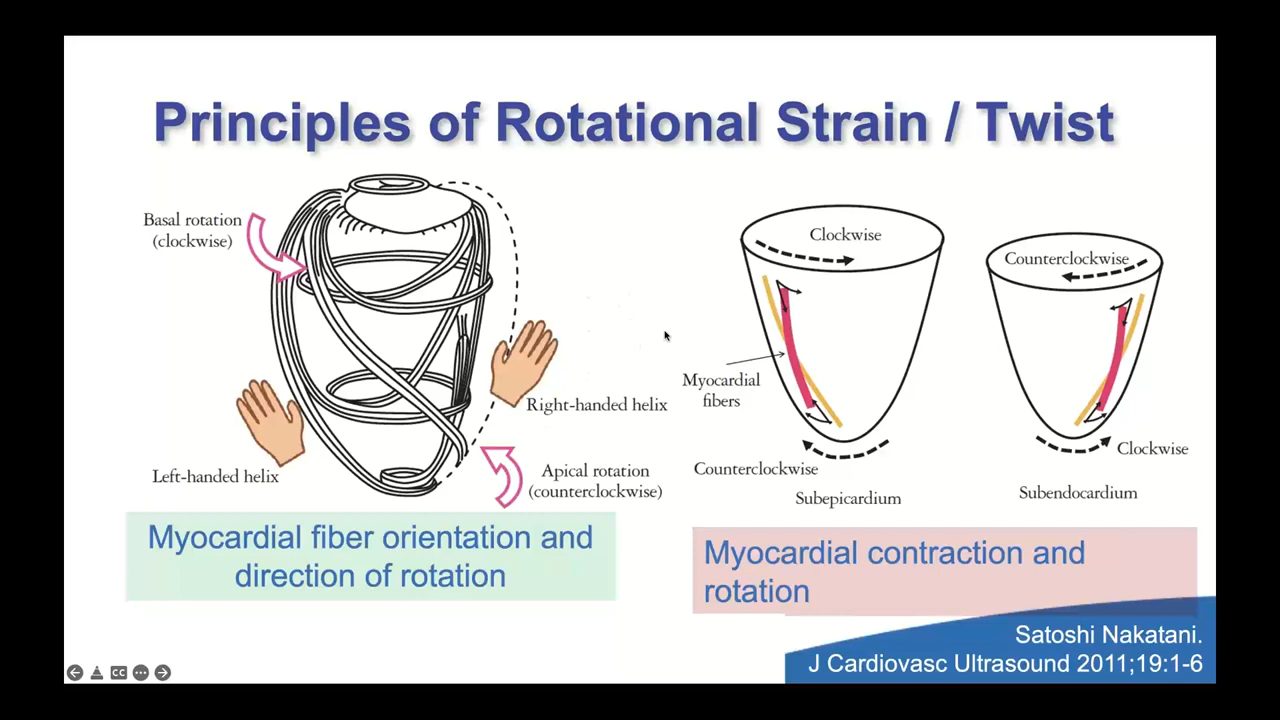 Principles of Rotational Strain / Twist
Basal rotation
(clockwise)
Left-handed helix
Right-handed helix
Apical rotation
(counterclockwise)
Myocardial fiber orientation and
direction of rotation
Clockwise
Myocardial
fibers
Counterclockwise
Subepicardium
Counterclockwise
Clockwise
Subendocardium
Myocardial contraction and
rotation
Satoshi Nakatani.
J Cardiovasc Ultrasound 2011;19:1-6
CC